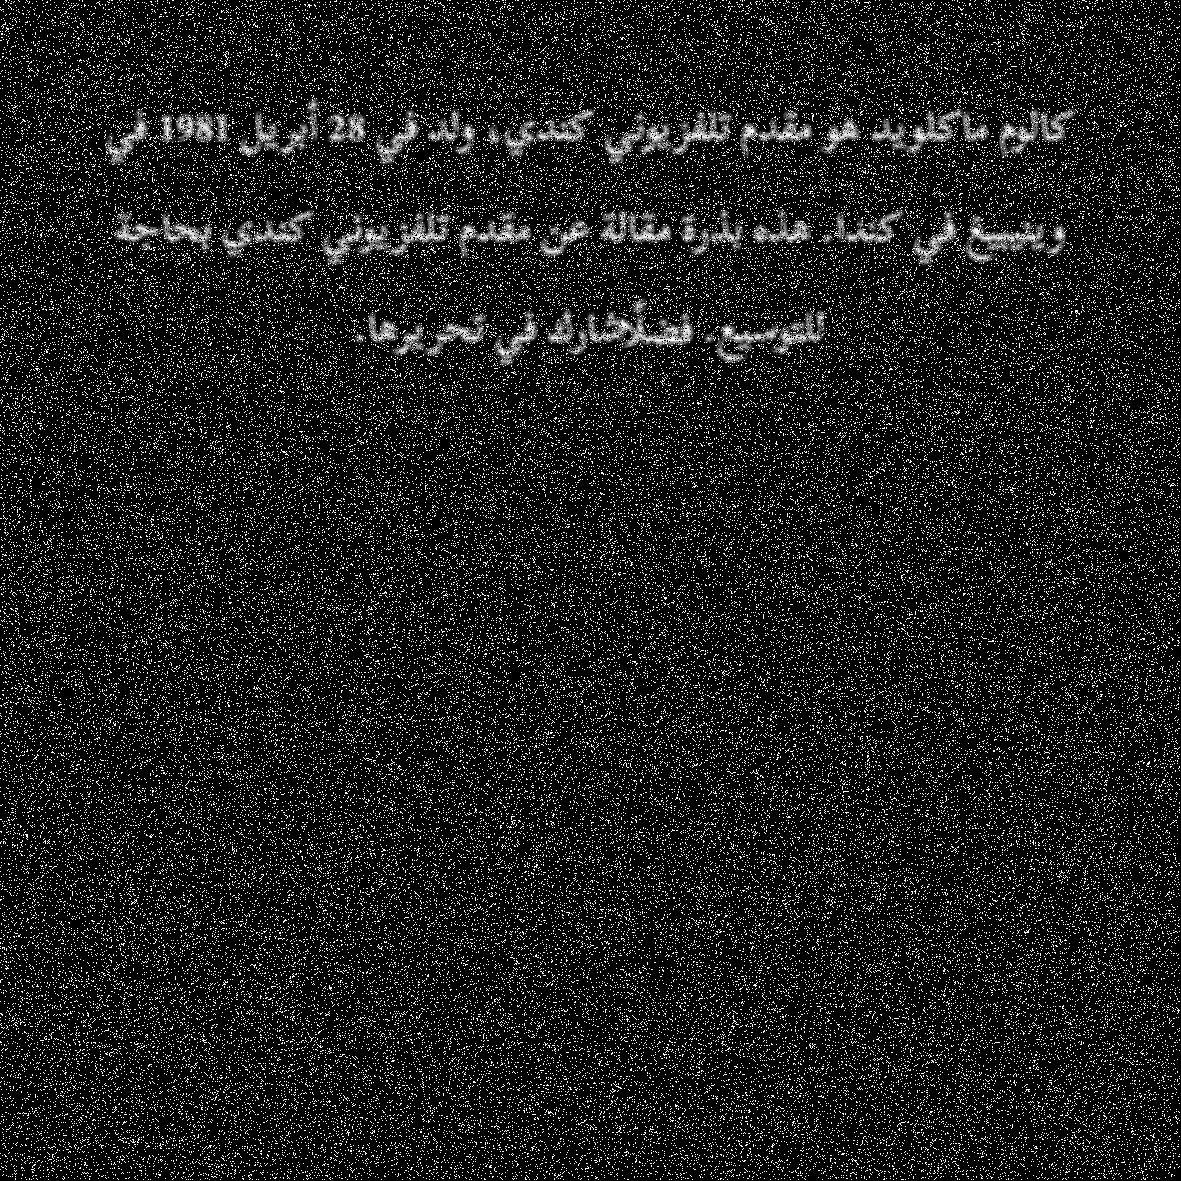 كالوم ماكلويد هو مقدم تلفزيوني كندي، ولد في 28 أبريل 1981 في
وينيبيغ في كندا. هذه بذرة مقالة عن مقدم تلفزيوني كندي بحاجة
للتوسيع. فضلًا شارك في تحريرها.